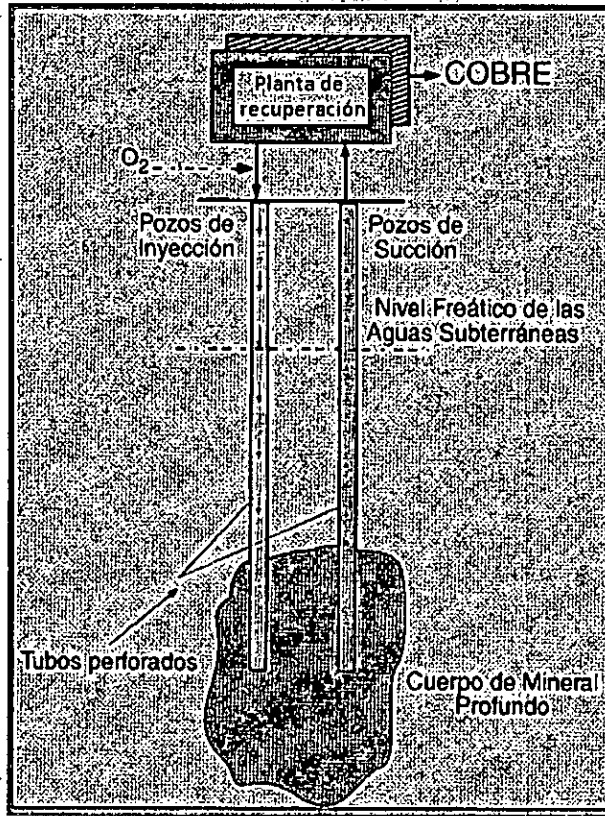 Planta de
recuperación
COBRE
O2
Pozos de
Inyección
Pozos de
Succión
Nivel Freático de las
Aguas Subterráneas
Tubos perforados
Cuerpo de Mineral
Profundo